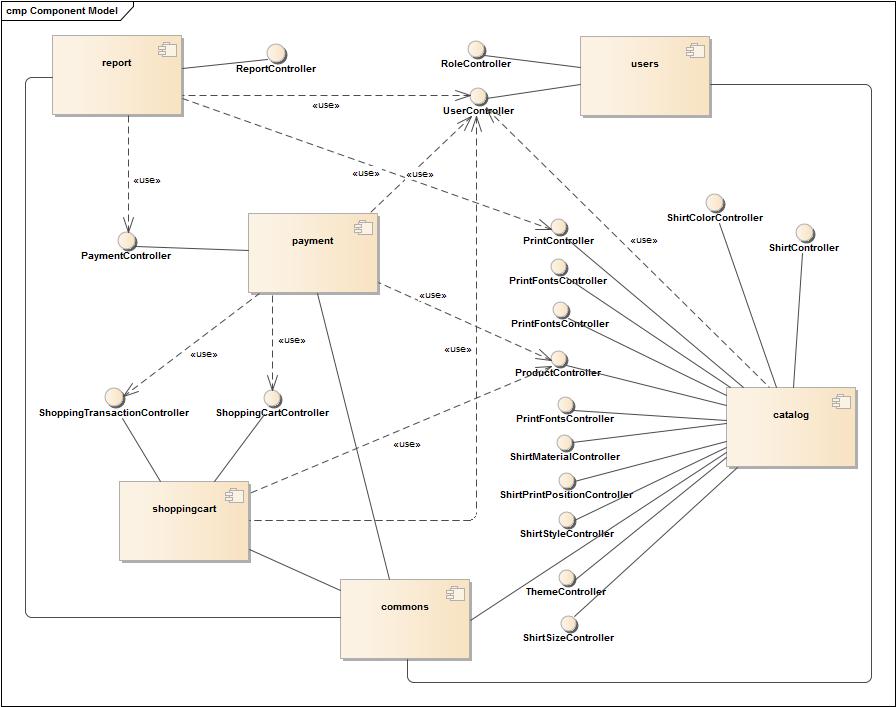 cmp Component Model
report
ReportController
RoleController
users
«use»
UserController
«use»
«use»
«use»
ShirtColorController
PrintController
«use»
ShirtController
payment
PaymentController
PrintFontsController
«use»
PrintFontsController
«use»
«use»
«use»
ProductController
ShoppingTransactionController
ShoppingCartController
PrintFontsController
catalog
«use»
ShirtMaterialController
ShirtPrintPositionController
shoppingcart
ShirtStyleController
ThemeController
commons
ShirtSizeController